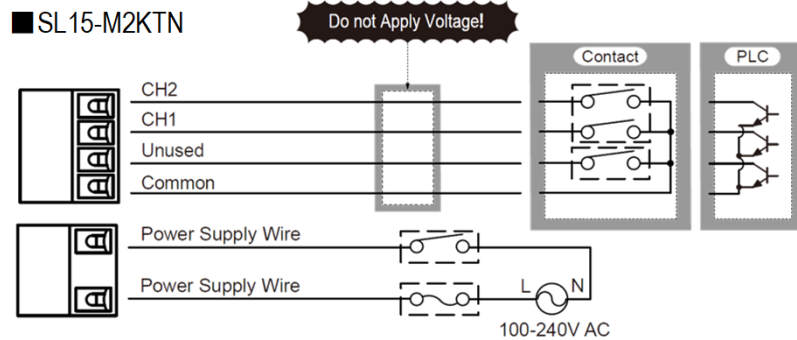 ■SL15-M2KTN
Do not Apply Voltage!
Contact
PLC
CH2
CH1
Unused
Common
Power Supply Wire
Power Supply Wire
L
N
100-240V AC